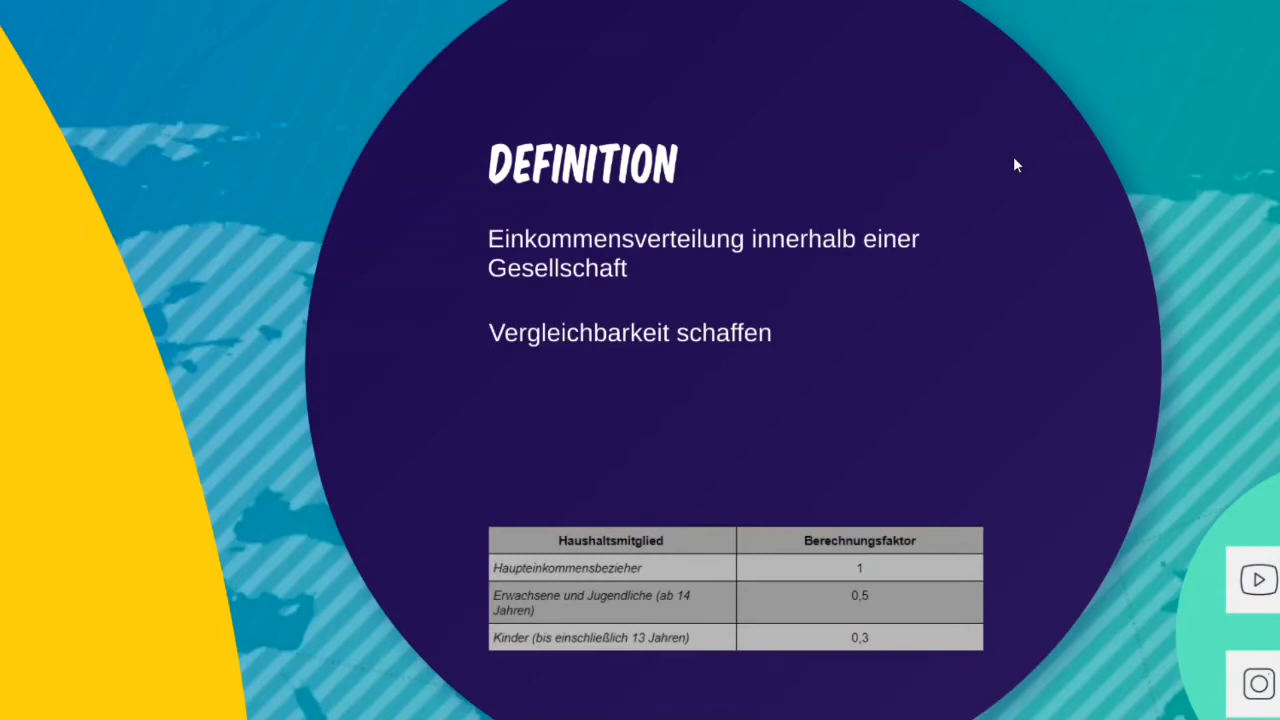 DEFINITION
Einkommensverteilung innerhalb einer
Gesellschaft
Vergleichbarkeit schaffen
Haushaltsmitglied Berechnungsfaktor
Haupteinkommensbezieher 1
Erwachsene und Jugendliche (ab 14 0,5
Jahren)
Kinder (bis einschließlich 13 Jahren) 0,3